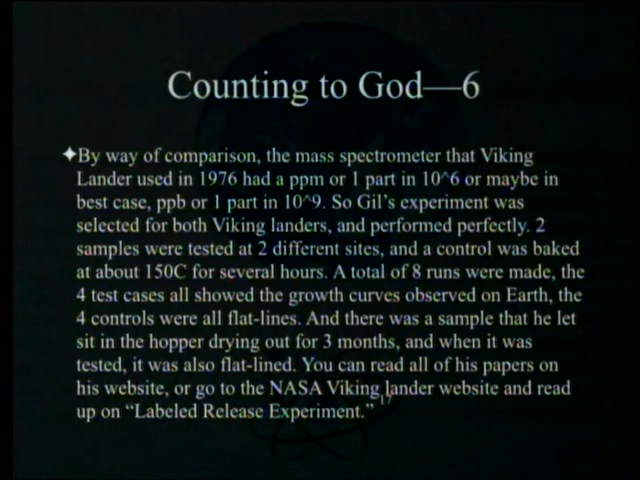 Counting to God—6
✦By way of comparison, the mass spectrometer that Viking
Lander used in 1976 had a ppm or 1 part in 10^6 or maybe in
best case, ppb or 1 part in 10^9. So Gil's experiment was
selected for both Viking landers, and performed perfectly. 2
samples were tested at 2 different sites, and a control was baked
at about 150C for several hours. A total of 8 runs were made, the
4 test cases all showed the growth curves observed on Earth, the
4 controls were all flat-lines. And there was a sample that he let
sit in the hopper drying out for 3 months, and when it was
tested, it was also flat-lined. You can read all of his papers on
his website, or go to the NASA Viking lander website and read
up on “Labeled Release Experiment.”
17